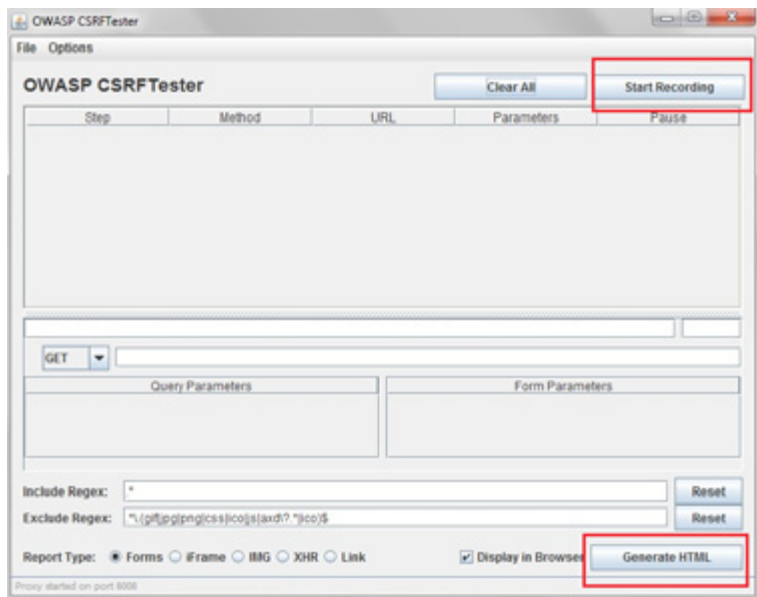 OWASP CSRFTester
File Options
OWASP CSRFTester Clear All Start Recording
Step Method URL Parameters Pause
GET
Query Parameters Form Parameters
Include Regex: .* Reset
Exclude Regex: .*\.(gif|jpg|png|css|ico|js|axd\?.*|ico)$ Reset
Report Type: Forms iFrame IMG XHR Link Display in Browser Generate HTML
Proxy started on port 8008